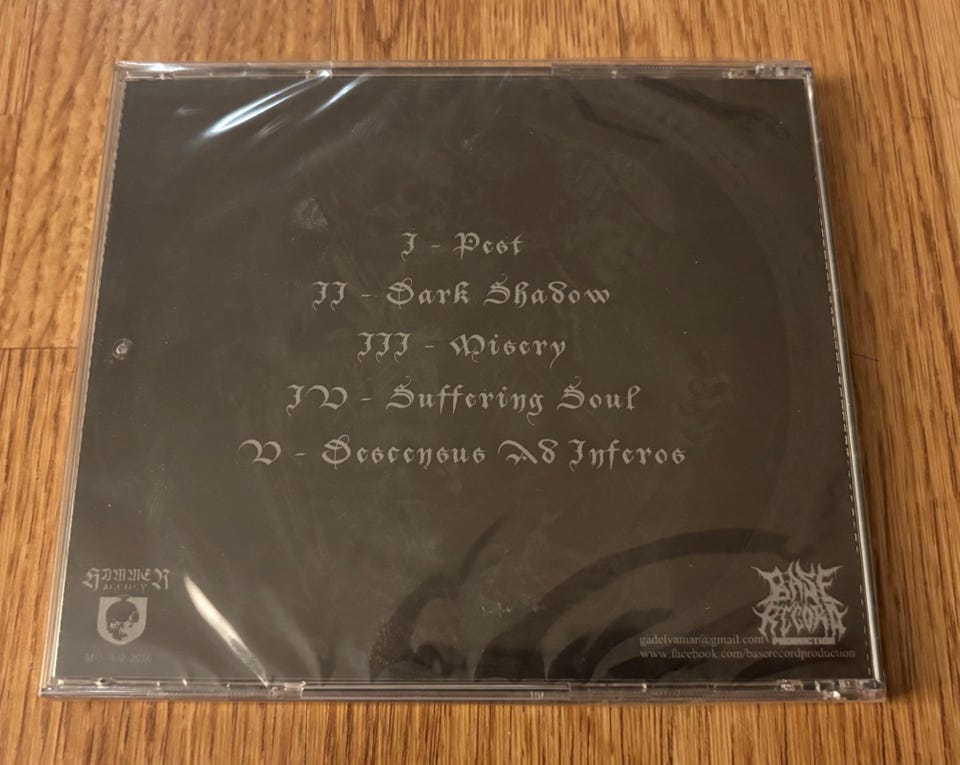 I - Pest
II - Dark Shadow
III - Misery
IV - Suffering Soul
V - Descensus Ad Inferos
HAMMER
AGENCY
BASE
RECORD
PRODUCTION
gadelvamar@gmail.com
www.facebook.com/baserecordproduction